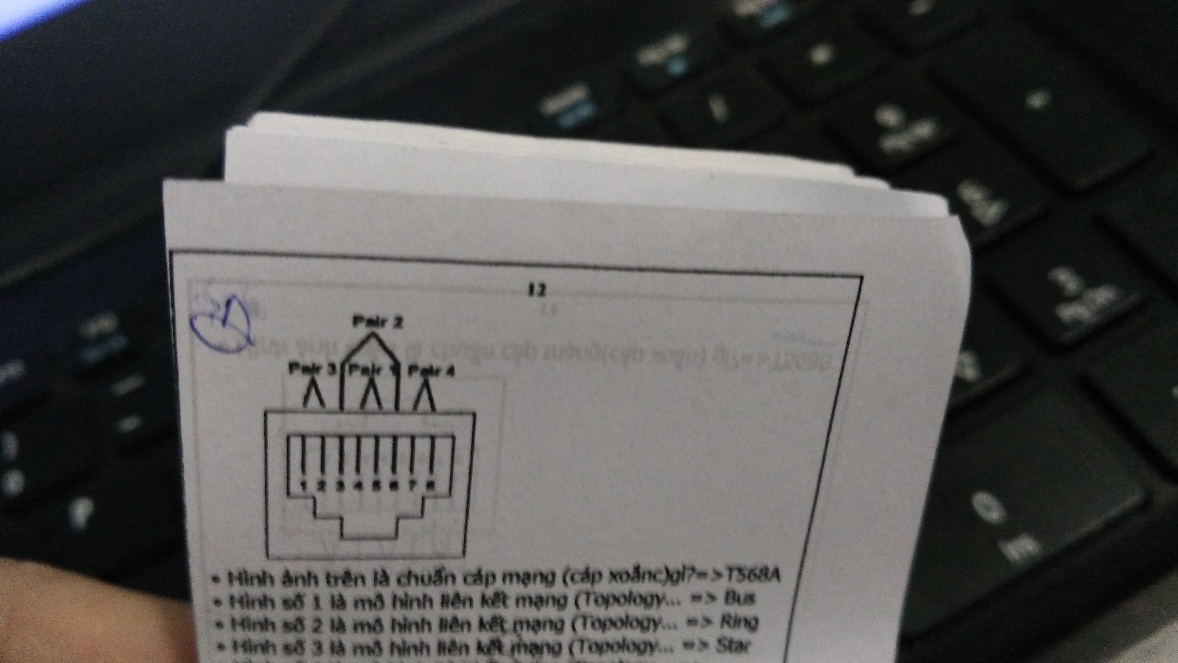 12
Pair 2
Pair 3 Pair 1 Pair 4
1 2 3 4 5 6 7 8
• Hình ảnh trên là chuẩn cáp mạng (cáp xoắnc)gì?=>T568A
• Hình số 1 là mô hình liên kết mạng (Topology... => Bus
• Hình số 2 là mô hình liên kết mạng (Topology... => Ring
• Hình số 3 là mô hình liên kết mạng (Topology... => Star